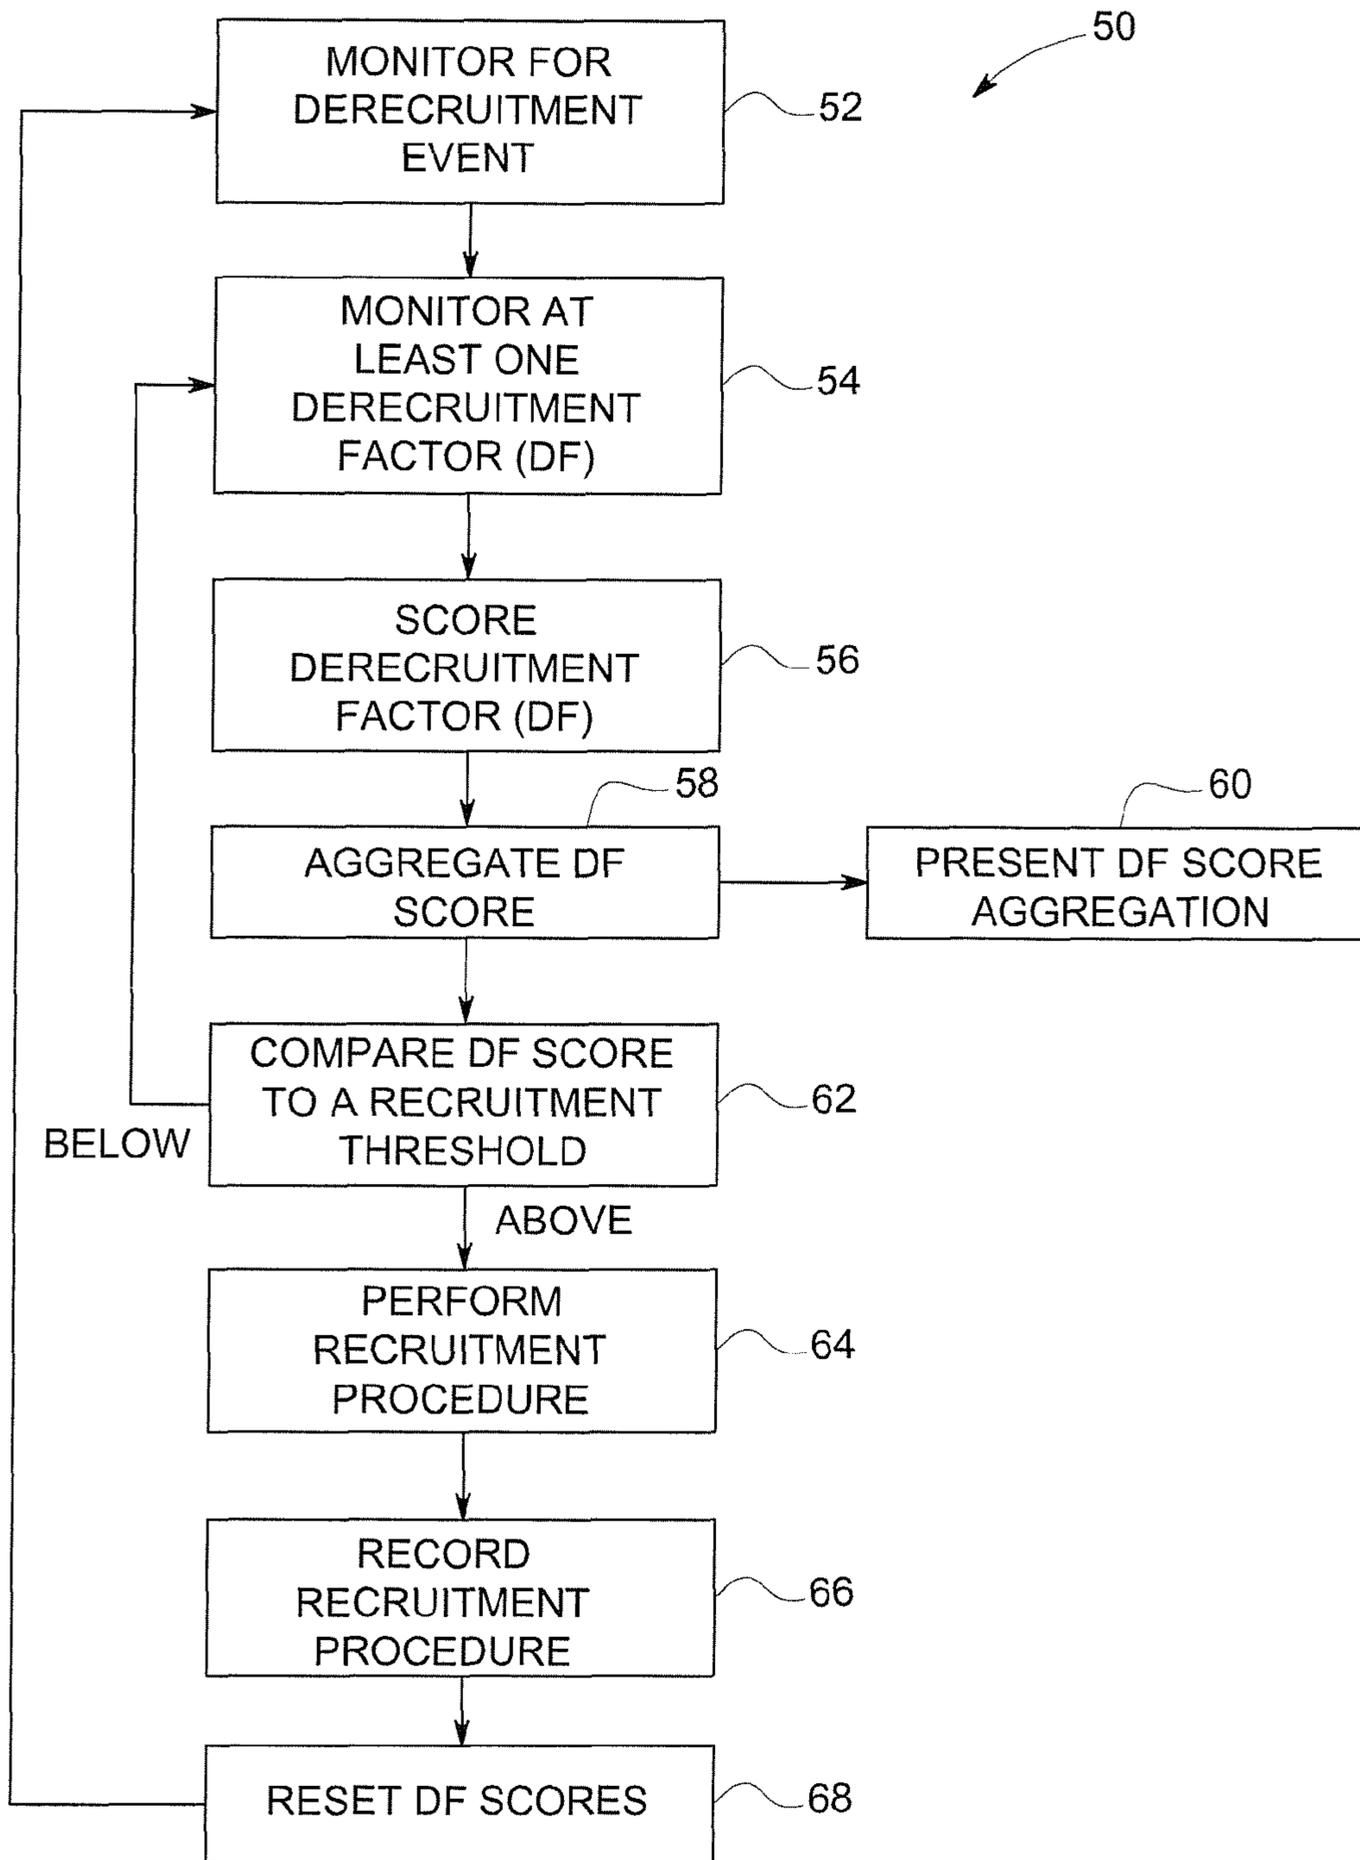 50
MONITOR FOR
DERECRUITMENT
EVENT
52
MONITOR AT
LEAST ONE
DERECRUITMENT
FACTOR (DF)
54
SCORE
DERECRUITMENT
FACTOR (DF)
56
58
AGGREGATE DF
SCORE
60
PRESENT DF SCORE
AGGREGATION
COMPARE DF SCORE
TO A RECRUITMENT
THRESHOLD
62
BELOW
ABOVE
PERFORM
RECRUITMENT
PROCEDURE
64
RECORD
RECRUITMENT
PROCEDURE
66
RESET DF SCORES
68